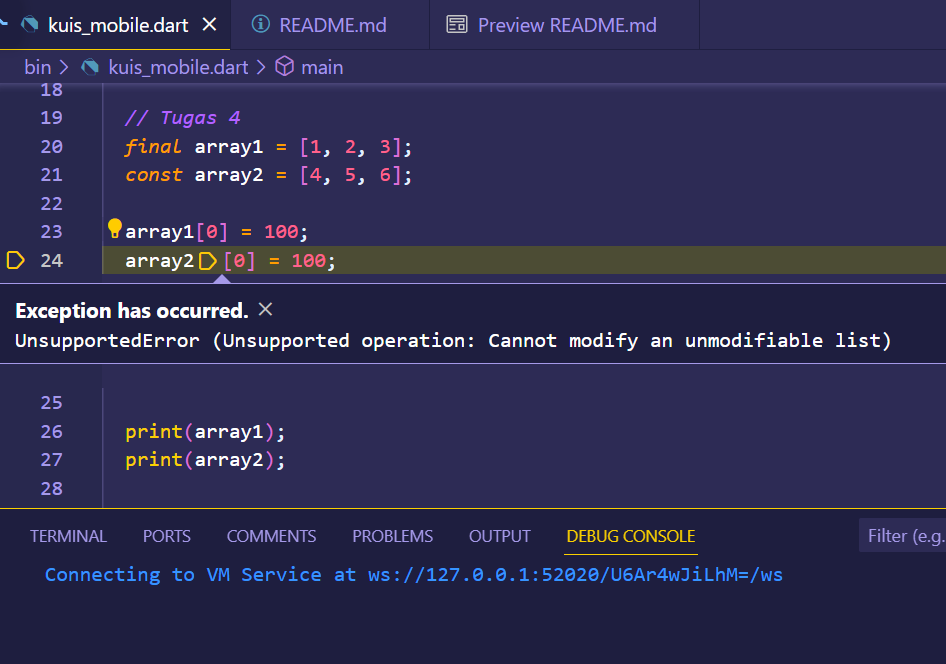 kuis_mobile.dart × README.md Preview README.md
bin > kuis_mobile.dart > main
18
19 // Tugas 4
20 final array1 = [1, 2, 3];
21 const array2 = [4, 5, 6];
22
23 array1[0] = 100;
24 array2[0] = 100;
Exception has occurred. ×
UnsupportedError (Unsupported operation: Cannot modify an unmodifiable list)
25
26 print(array1);
27 print(array2);
28
TERMINAL PORTS COMMENTS PROBLEMS OUTPUT DEBUG CONSOLE Filter (e.g.
Connecting to VM Service at ws://127.0.0.1:52020/U6Ar4wJiLhM=/ws